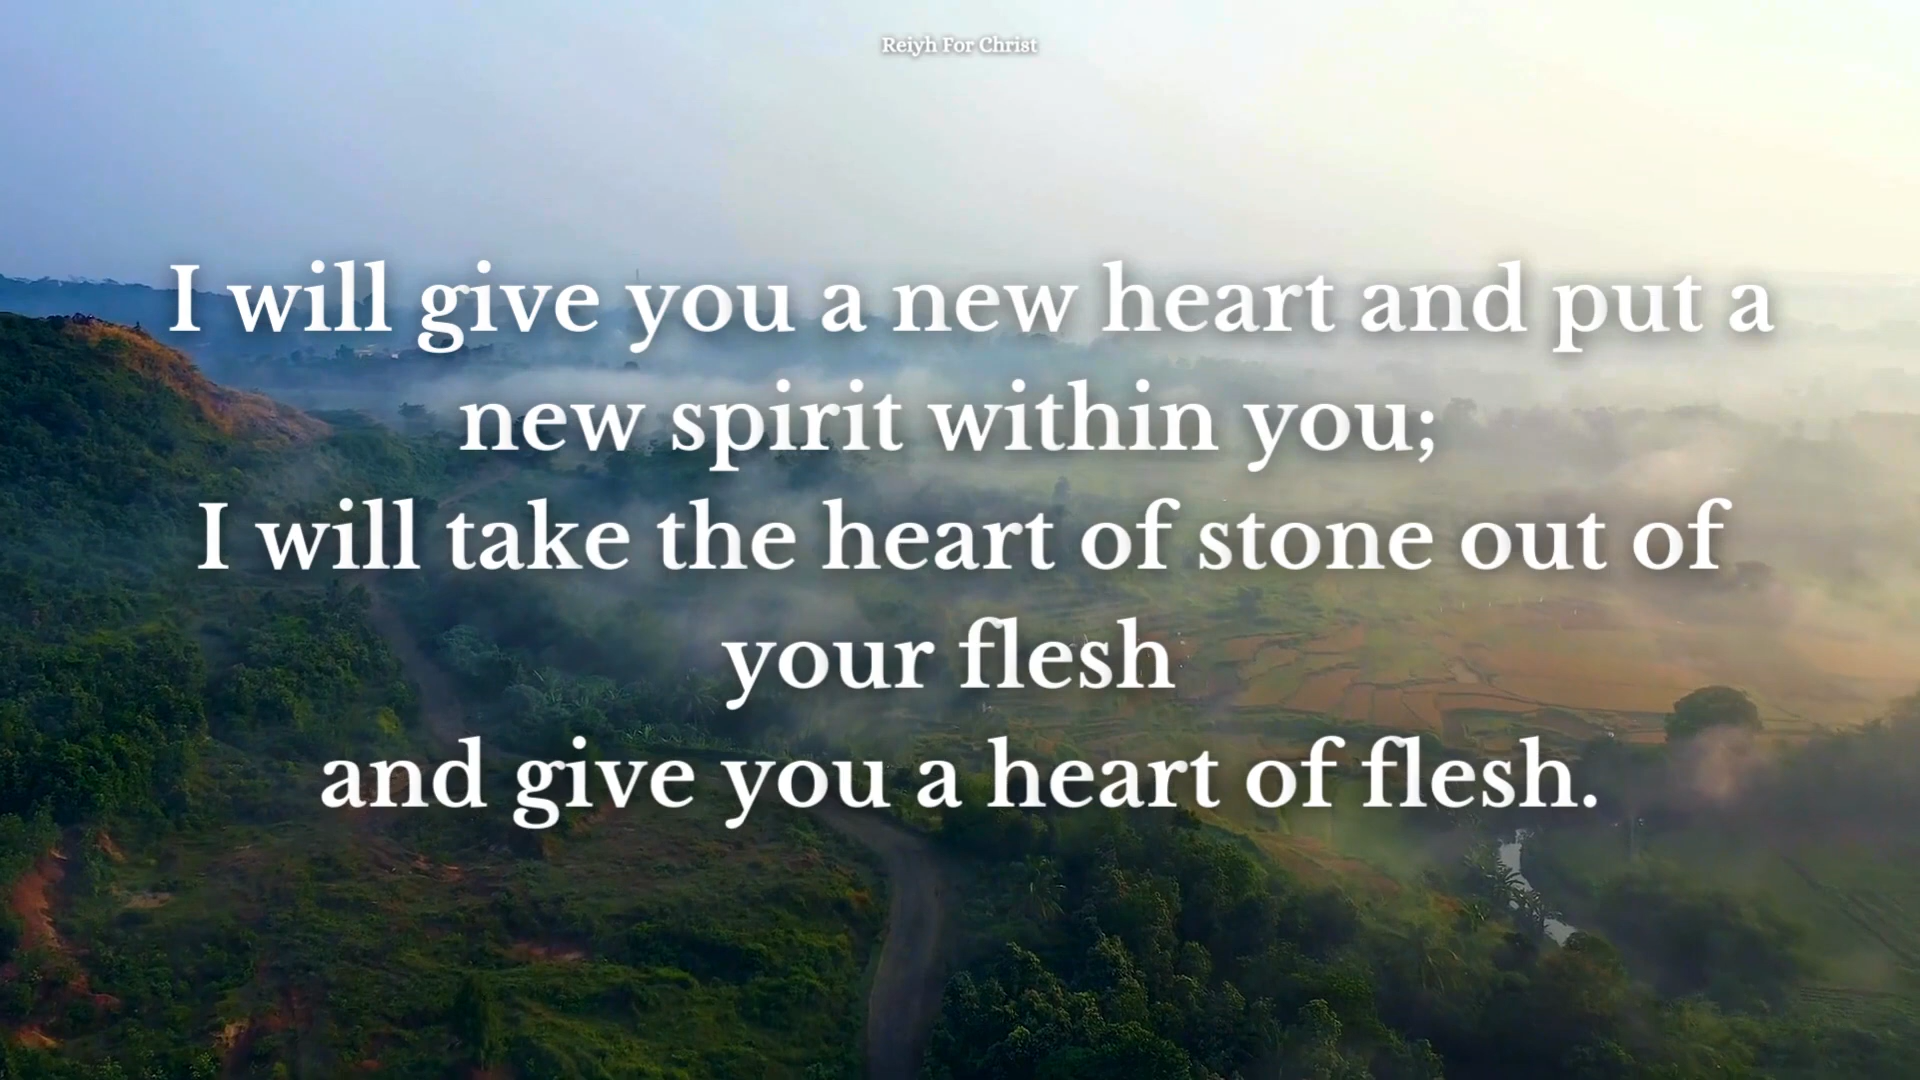 Reiyh For Christ
I will give you a new heart and put a
new spirit within you;
I will take the heart of stone out of
your flesh
and give you a heart of flesh.